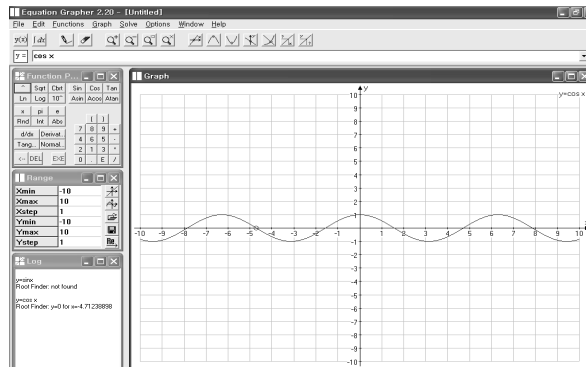 Equation Grapher 2.20 - [Untitled]
File Edit Functions Graph Solve Options Window Help
y(x) ∫dx
y = cos x
Function P...
^ Sqrt Cbrt Sin Cos Tan
Ln Log 10^ Asin Acos Atan
x pi e
Rnd Int Abs ( )
d/dx Derivat... 7 8 9 +
Tang... Normal... 4 6 5 -
2 1 3 *
<-- DEL EXE 0 . E /
Range
Xmin -10
Xmax 10
Xstep 1
Ymin -10
Ymax 10
Ystep 1
Log
y=sinx
Root Finder: not found
y=cos x
Root Finder: y=0 for x=-4.71238898
Graph
y
y=cos x
10
9
8
7
6
5
4
3
2
1
-10 -9 -8 -7 -6 -5 -4 -3 -2 -1 0 1 2 3 4 5 6 7 8 9 10
-1
-2
-3
-4
-5
-6
-7
-8
-9
-10